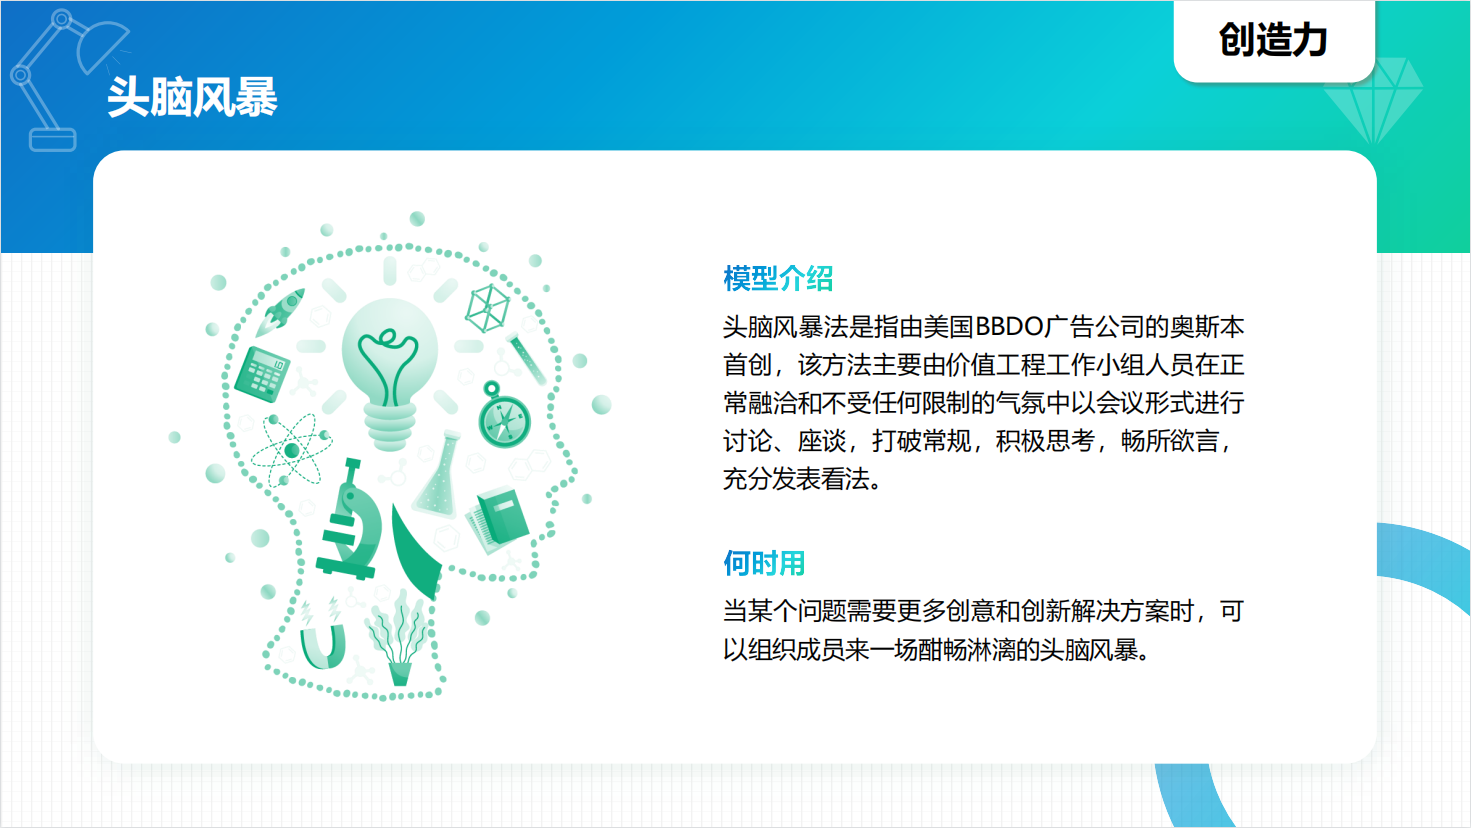 创造力
头脑风暴
模型介绍
头脑风暴法是指由美国BBDO广告公司的奥斯本
首创，该方法主要由价值工程工作小组人员在正
常融洽和不受任何限制的气氛中以会议形式进行
讨论、座谈，打破常规，积极思考，畅所欲言，
充分发表看法。
何时用
当某个问题需要更多创意和创新解决方案时，可
以组织成员来一场酣畅淋漓的头脑风暴。